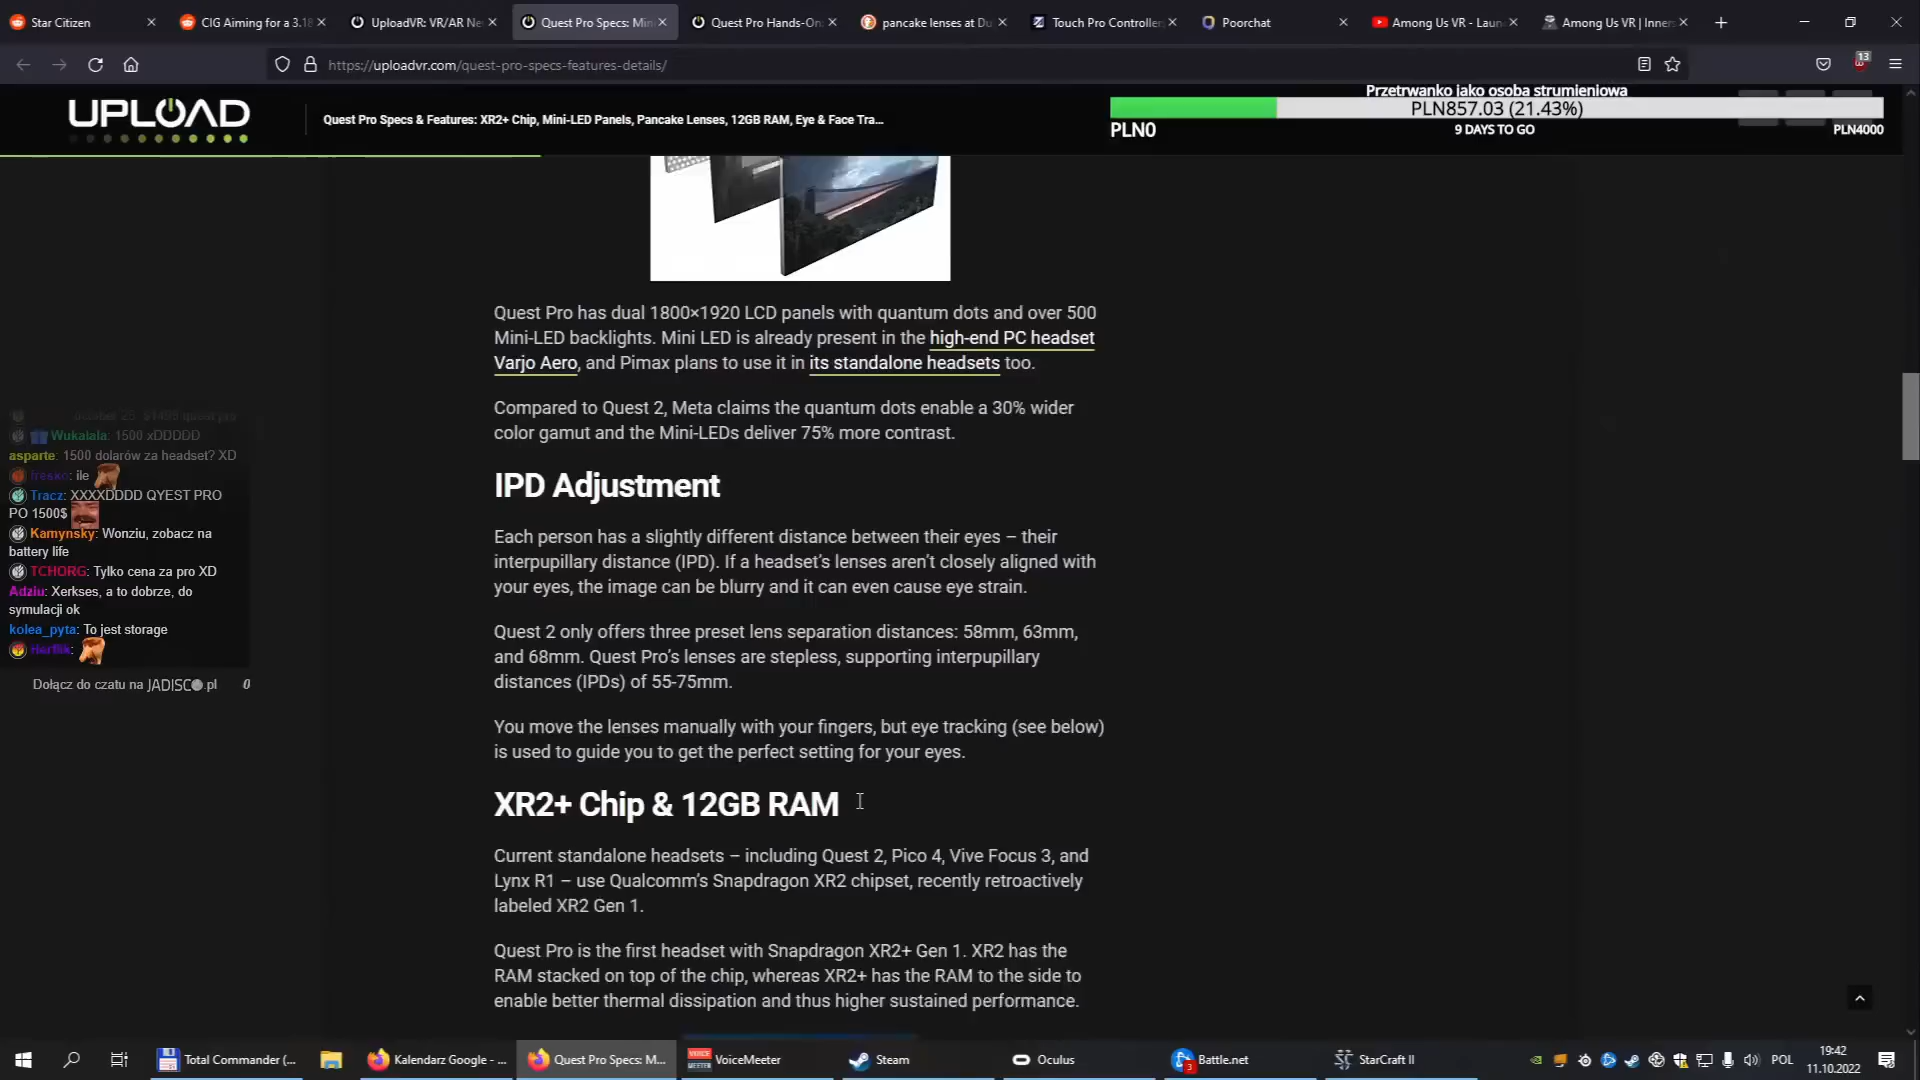 Star Citizen
CIG Aiming for a 3.18
UploadVR: VR/AR Ne
Quest Pro Specs: Min
Quest Pro Hands-On:
pancake lenses at Du
Touch Pro Controller
Poorchat
Among Us VR - Laun
Among Us VR | Inners
https://uploadvr.com/quest-pro-specs-features-details/
13
UPLOAD
Quest Pro Specs & Features: XR2+ Chip, Mini-LED Panels, Pancake Lenses, 12GB RAM, Eye & Face Tra...
Przetrwanko jako osoba strumieniowa
PLN857.03 (21.43%)
PLN0
9 DAYS TO GO
PLN4000
Quest Pro has dual 1800×1920 LCD panels with quantum dots and over 500
Mini-LED backlights. Mini LED is already present in the high-end PC headset
Varjo Aero, and Pimax plans to use it in its standalone headsets too.
Compared to Quest 2, Meta claims the quantum dots enable a 30% wider
color gamut and the Mini-LEDs deliver 75% more contrast.
IPD Adjustment
Each person has a slightly different distance between their eyes – their
interpupillary distance (IPD). If a headset's lenses aren't closely aligned with
your eyes, the image can be blurry and it can even cause eye strain.
Quest 2 only offers three preset lens separation distances: 58mm, 63mm,
and 68mm. Quest Pro's lenses are stepless, supporting interpupillary
distances (IPDs) of 55-75mm.
You move the lenses manually with your fingers, but eye tracking (see below)
is used to guide you to get the perfect setting for your eyes.
XR2+ Chip & 12GB RAM
Current standalone headsets – including Quest 2, Pico 4, Vive Focus 3, and
Lynx R1 – use Qualcomm's Snapdragon XR2 chipset, recently retroactively
labeled XR2 Gen 1.
Quest Pro is the first headset with Snapdragon XR2+ Gen 1. XR2 has the
RAM stacked on top of the chip, whereas XR2+ has the RAM to the side to
enable better thermal dissipation and thus higher sustained performance.
october 25. $1499 quest pro
Wukalala: 1500 xDDDDD
asparte: 1500 dolarów za headset? XD
fresko: ile
Tracz: XXXXDDDD QYEST PRO
PO 1500$
Kamynsky: Wonziu, zobacz na
battery life
TCHORG: Tylko cena za pro XD
Adziu: Xerkses, a to dobrze, do
symulacji ok
kolea_pyta: To jest storage
Herflik:
Dołącz do czatu na JADISCO.pl 0
Total Commander (...
Kalendarz Google - ...
Quest Pro Specs: M...
VOICE
MEETER
VoiceMeeter
Steam
Oculus
3
Battle.net
StarCraft II
POL
19:42
11.10.2022